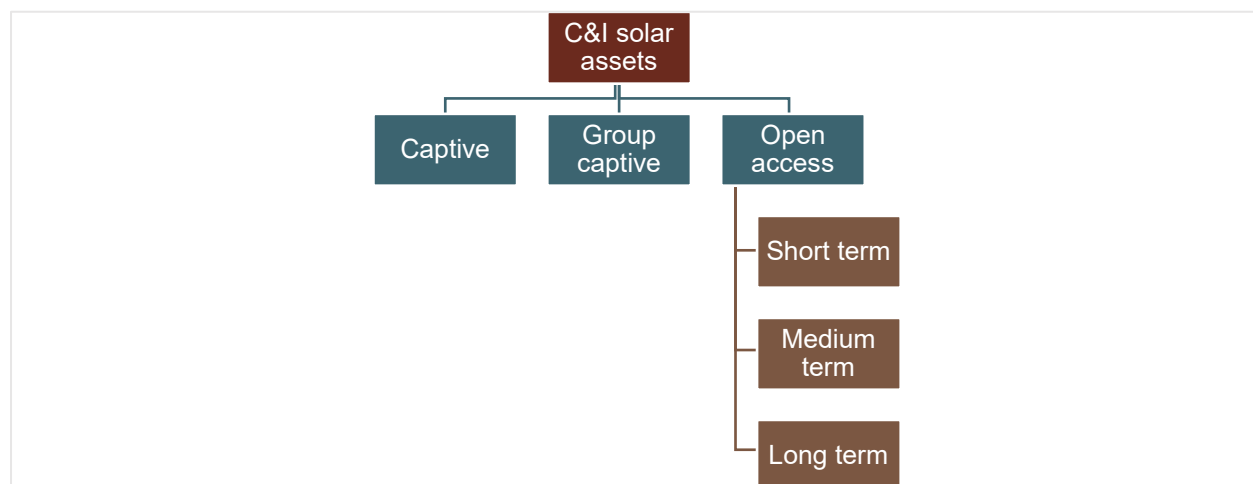 C&I solar
assets
Captive
Group
captive
Open
access
Short term
Medium
term
Long term